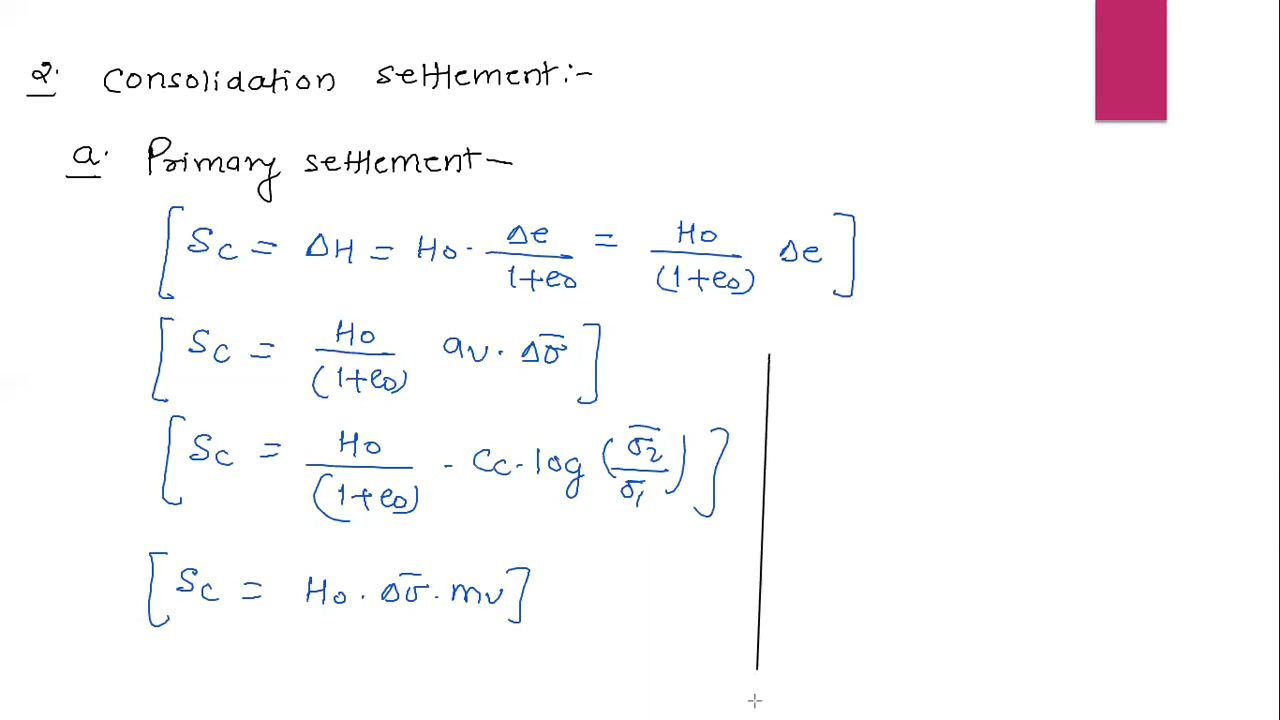 2. Consolidation settlement:-
a. Primary settlement-
[Sc = ΔH = Ho · Δe/1+eo = Ho/(1+eo) Δe]
[Sc = Ho/(1+eo) av · Δσ̅]
[Sc = Ho/(1+eo) - Cc · log (σ̅2/σ1)]
[Sc = Ho · Δσ̅ · mv]